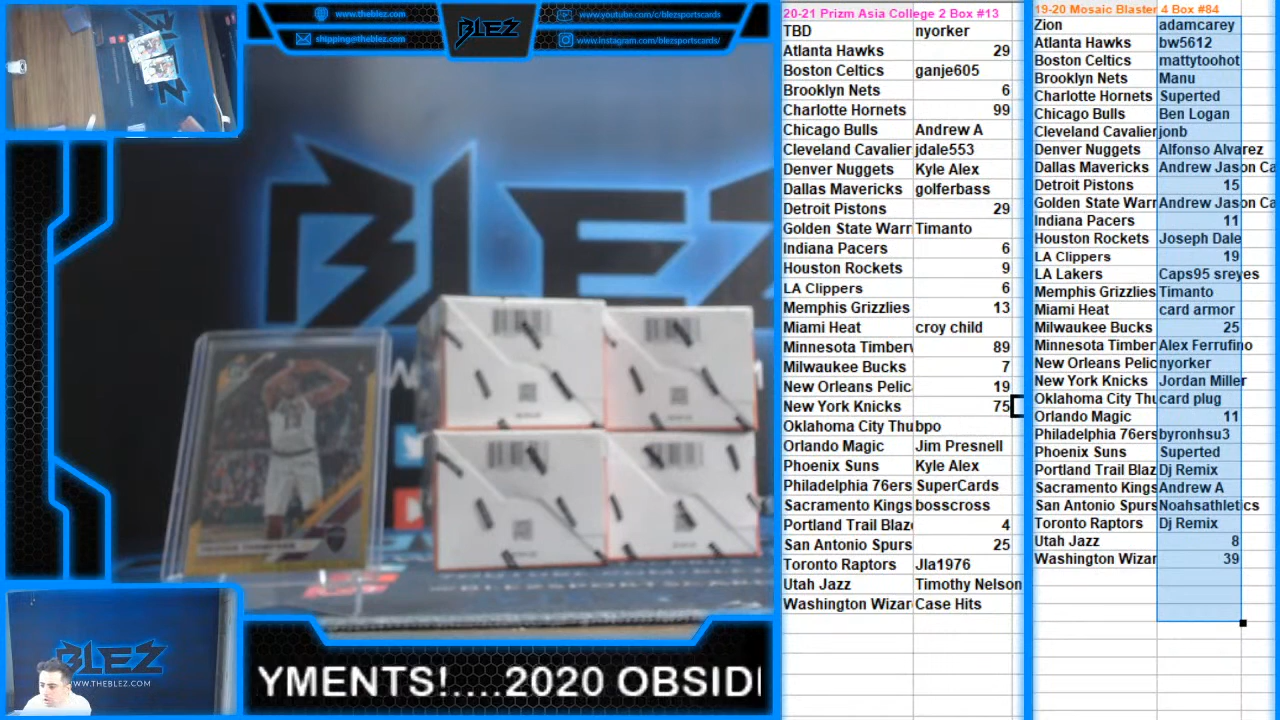 www.theblez.com
shipping@theblez.com
BLEZ
www.youtube.com/c/blezsportscards
www.Instagram.com/blezsportscards/
BLEZ
BLEZ
WWW.THEBLEZ.COM
YMENTS!....2020 OBSIDI
20-21 Prizm Asia College 2 Box #13
TBD nyorker
Atlanta Hawks 29
Boston Celtics ganje605
Brooklyn Nets 6
Charlotte Hornets 99
Chicago Bulls Andrew A
Cleveland Cavalier jdale553
Denver Nuggets Kyle Alex
Dallas Mavericks golferbass
Detroit Pistons 29
Golden State Warr Timanto
Indiana Pacers 6
Houston Rockets 9
LA Clippers 6
Memphis Grizzlies 13
Miami Heat croy child
Minnesota Timberv 89
Milwaukee Bucks 7
New Orleans Pelic 19
New York Knicks 75
Oklahoma City Thu bpo
Orlando Magic Jim Presnell
Phoenix Suns Kyle Alex
Philadelphia 76ers SuperCards
Sacramento Kings bosscross
Portland Trail Blaz 4
San Antonio Spurs 25
Toronto Raptors Jla1976
Utah Jazz Timothy Nelson
Washington Wizar Case Hits
19-20 Mosaic Blaster 4 Box #84
Zion adamcarey
Atlanta Hawks bw5612
Boston Celtics mattytoohot
Brooklyn Nets Manu
Charlotte Hornets Superted
Chicago Bulls Ben Logan
Cleveland Cavalier jonb
Denver Nuggets Alfonso Alvarez
Dallas Mavericks Andrew Jason Ca
Detroit Pistons 15
Golden State Warr Andrew Jason Ca
Indiana Pacers 11
Houston Rockets Joseph Dale
LA Clippers 19
LA Lakers Caps95 sreyes
Memphis Grizzlies Timanto
Miami Heat card armor
Milwaukee Bucks 25
Minnesota Timberv Alex Ferrufino
New Orleans Pelic nyorker
New York Knicks Jordan Miller
Oklahoma City Thu card plug
Orlando Magic 11
Philadelphia 76ers byronhsu3
Phoenix Suns Superted
Portland Trail Blaz Dj Remix
Sacramento Kings Andrew A
San Antonio Spurs Noahsathletics
Toronto Raptors Dj Remix
Utah Jazz 8
Washington Wizar 39